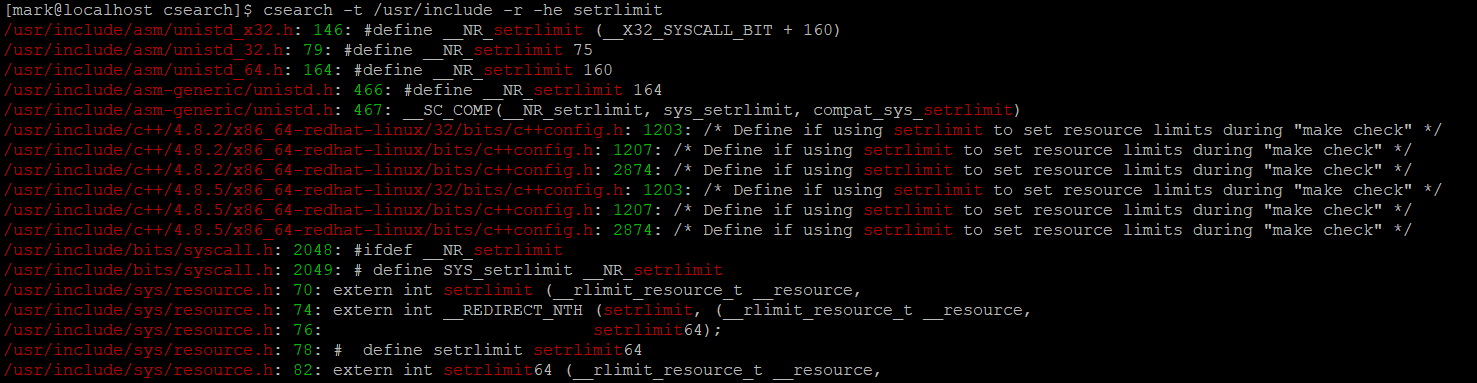 [mark@localhost csearch]$ csearch -t /usr/include -r -he setrlimit
/usr/include/asm/unistd_x32.h: 146: #define __NR_setrlimit (__X32_SYSCALL_BIT + 160)
/usr/include/asm/unistd_32.h: 79: #define __NR_setrlimit 75
/usr/include/asm/unistd_64.h: 164: #define __NR_setrlimit 160
/usr/include/asm-generic/unistd.h: 466: #define __NR_setrlimit 164
/usr/include/asm-generic/unistd.h: 467: __SC_COMP(__NR_setrlimit, sys_setrlimit, compat_sys_setrlimit)
/usr/include/c++/4.8.2/x86_64-redhat-linux/32/bits/c++config.h: 1203: /* Define if using setrlimit to set resource limits during "make check" */
/usr/include/c++/4.8.2/x86_64-redhat-linux/bits/c++config.h: 1207: /* Define if using setrlimit to set resource limits during "make check" */
/usr/include/c++/4.8.2/x86_64-redhat-linux/bits/c++config.h: 2874: /* Define if using setrlimit to set resource limits during "make check" */
/usr/include/c++/4.8.5/x86_64-redhat-linux/32/bits/c++config.h: 1203: /* Define if using setrlimit to set resource limits during "make check" */
/usr/include/c++/4.8.5/x86_64-redhat-linux/bits/c++config.h: 1207: /* Define if using setrlimit to set resource limits during "make check" */
/usr/include/c++/4.8.5/x86_64-redhat-linux/bits/c++config.h: 2874: /* Define if using setrlimit to set resource limits during "make check" */
/usr/include/bits/syscall.h: 2048: #ifdef __NR_setrlimit
/usr/include/bits/syscall.h: 2049: # define SYS_setrlimit __NR_setrlimit
/usr/include/sys/resource.h: 70: extern int setrlimit (__rlimit_resource_t __resource,
/usr/include/sys/resource.h: 74: extern int __REDIRECT_NTH (setrlimit, (__rlimit_resource_t __resource,
/usr/include/sys/resource.h: 76:                           setrlimit64);
/usr/include/sys/resource.h: 78: #  define setrlimit setrlimit64
/usr/include/sys/resource.h: 82: extern int setrlimit64 (__rlimit_resource_t __resource,